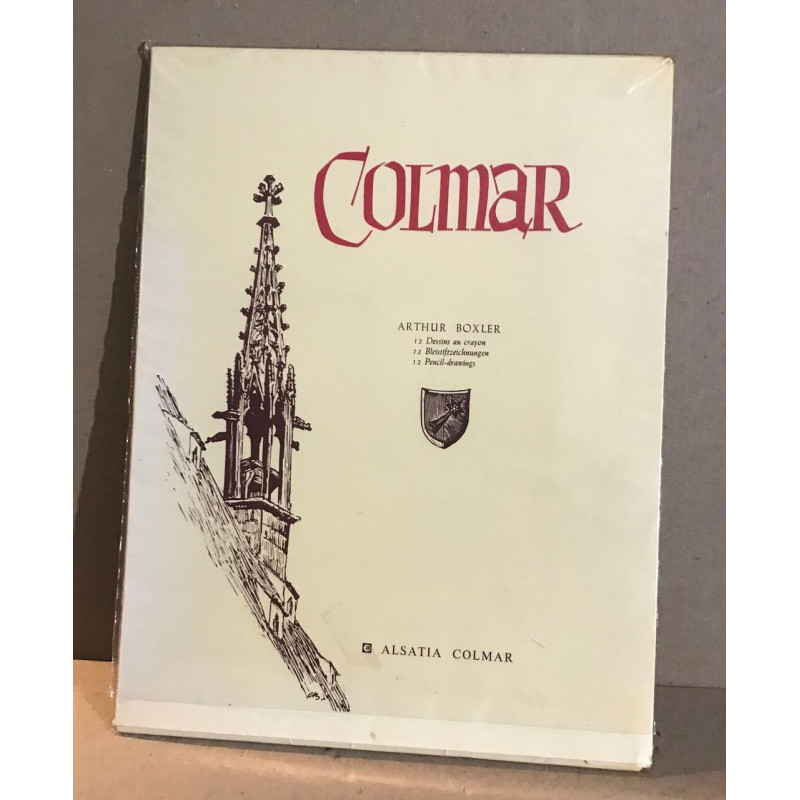 COLMAR
ARTHUR BOXLER
12 Dessins au crayon
12 Bleistiftzeichnungen
12 Pencil-drawings
ALSATIA COLMAR